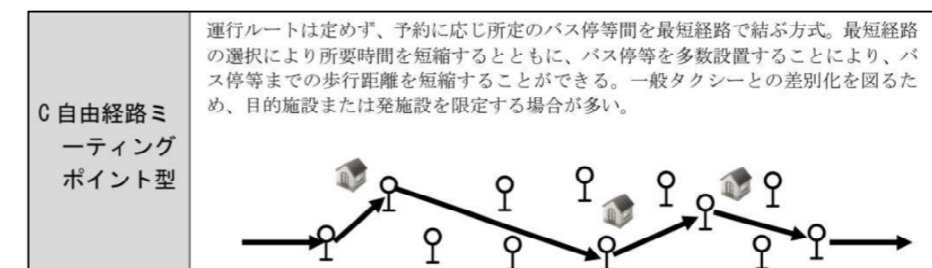 運行ルートは定めず、予約に応じ所定のバス停等間を最短経路で結ぶ方式。最短経路
の選択により所要時間を短縮するとともに、バス停等を多数設置することにより、バ
ス停等までの歩行距離を短縮することができる。一般タクシーとの差別化を図るた
め、目的施設または発施設を限定する場合が多い。
C 自由経路ミ
ーティング
ポイント型